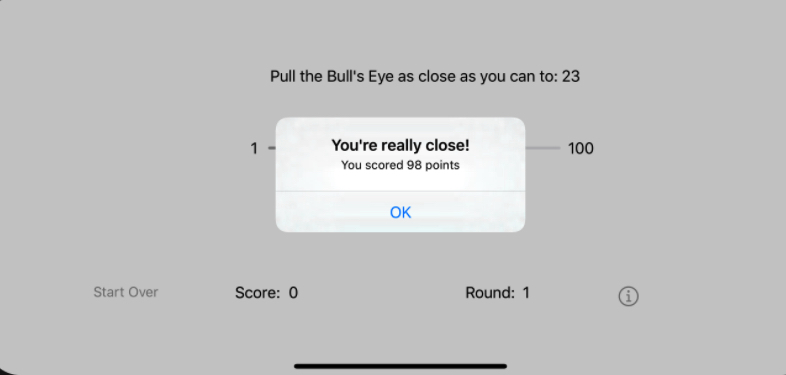 Pull the Bull's Eye as close as you can to: 23
1
100
You're really close!
You scored 98 points
OK
Start Over
Score: 0
Round: 1